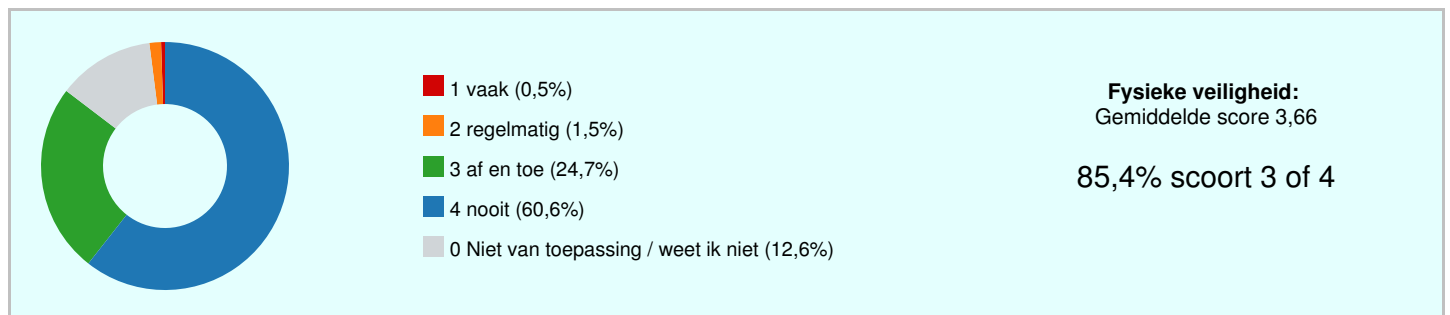 1 vaak (0,5%)
2 regelmatig (1,5%)
3 af en toe (24,7%)
4 nooit (60,6%)
0 Niet van toepassing / weet ik niet (12,6%)
Fysieke veiligheid:
Gemiddelde score 3,66
85,4% scoort 3 of 4